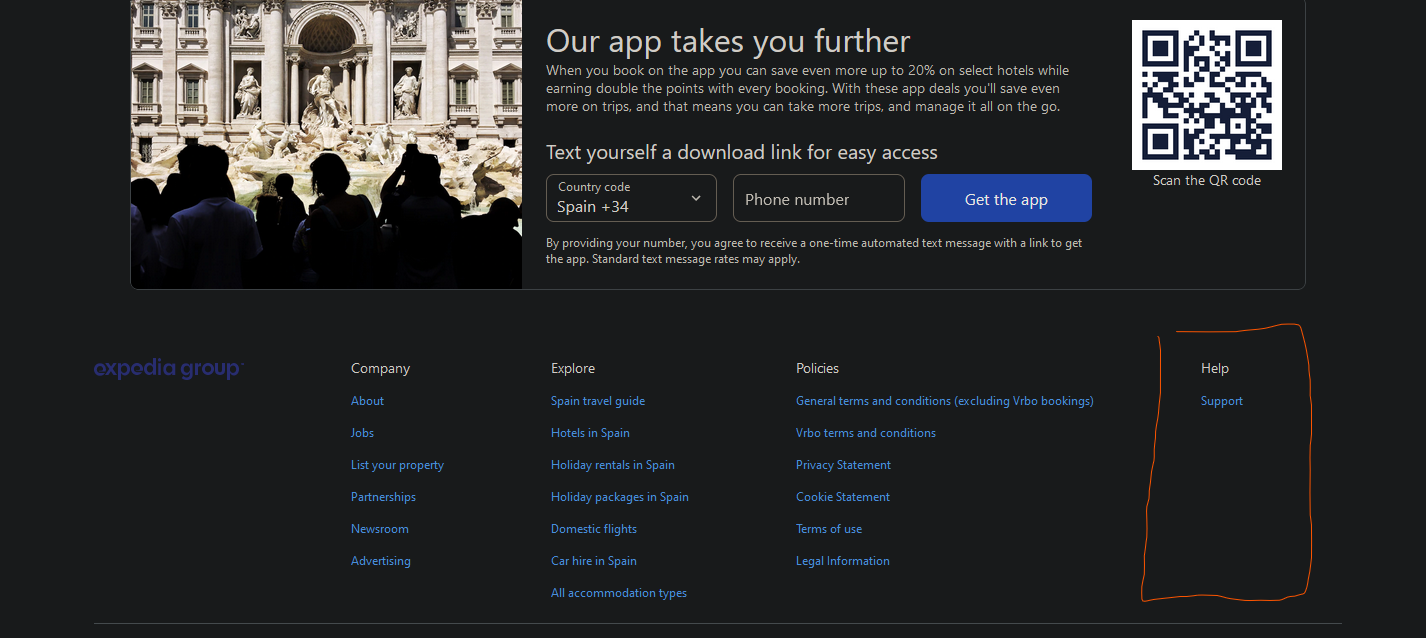 Our app takes you further
When you book on the app you can save even more up to 20% on select hotels while
earning double the points with every booking. With these app deals you'll save even
more on trips, and that means you can take more trips, and manage it all on the go.
Text yourself a download link for easy access
Country code
Spain +34
Phone number
Get the app
By providing your number, you agree to receive a one-time automated text message with a link to get
the app. Standard text message rates may apply.
Scan the QR code
expedia group
Company
About
Jobs
List your property
Partnerships
Newsroom
Advertising
Explore
Spain travel guide
Hotels in Spain
Holiday rentals in Spain
Holiday packages in Spain
Domestic flights
Car hire in Spain
All accommodation types
Policies
General terms and conditions (excluding Vrbo bookings)
Vrbo terms and conditions
Privacy Statement
Cookie Statement
Terms of use
Legal Information
Help
Support